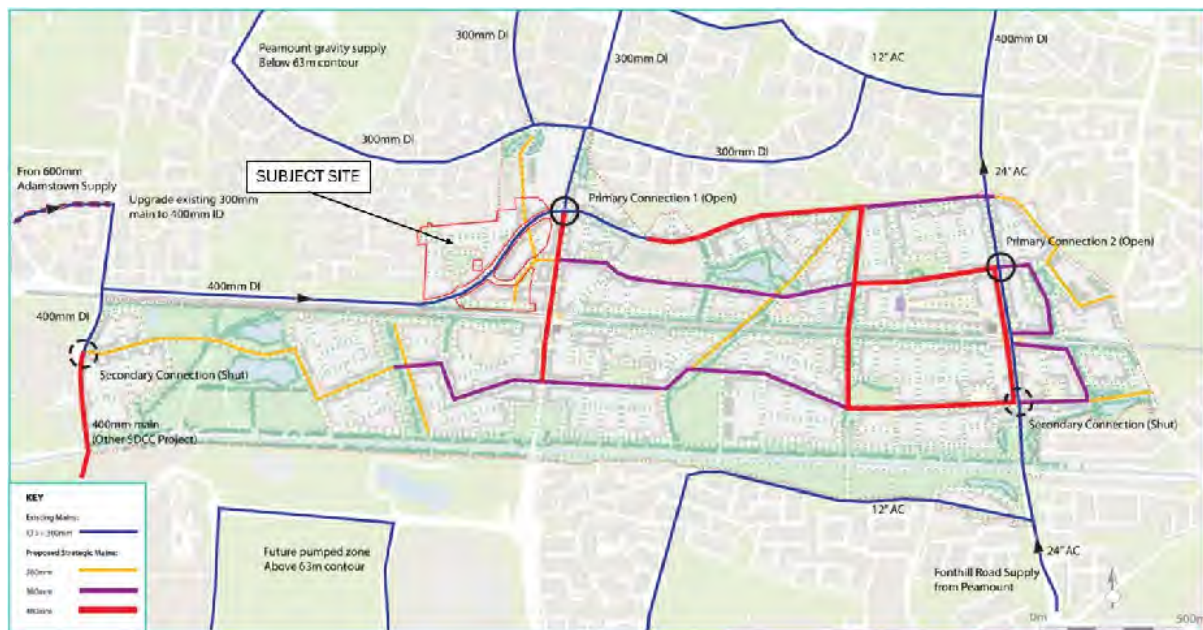 300mm DI
300mm DI
400mm DI
Peamount gravity supply
Below 63m contour
12" AC
300mm DI
300mm DI
SUBJECT SITE
24" AC
Fron 600mm
Adamstown Supply
Upgrade existing 300mm
main to 400mm ID
Primary Connection 1 (Open)
Primary Connection 2 (Open)
400mm DI
400mm DI
Secondary Connection (Shut)
400mm main
(Other SDCC Project)
Secondary Connection (Shut)
12" AC
Future pumped zone
Above 63m contour
24" AC
Fonthill Road Supply
from Peamount
KEY
Existing Mains:
Proposed Strategic Mains:
0m
500m